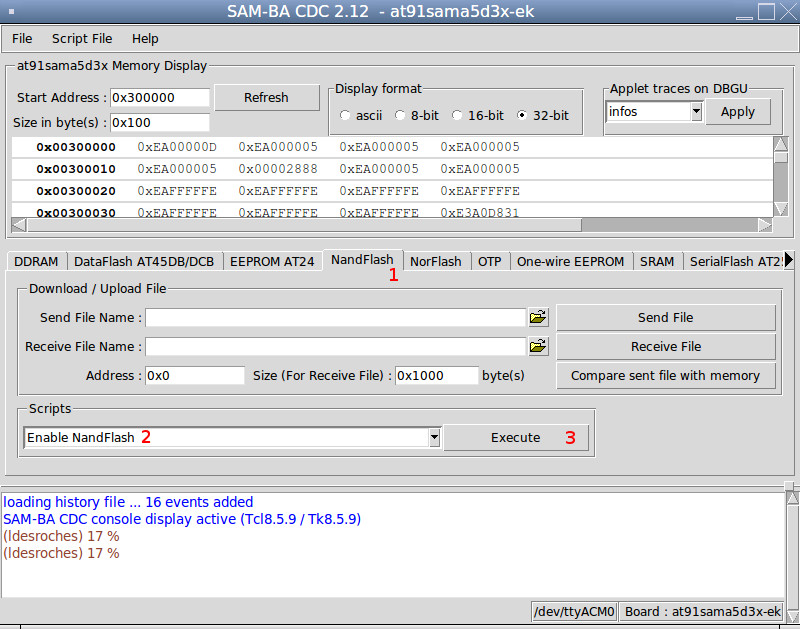 SAM-BA CDC 2.12 - at91sama5d3x-ek
File Script File Help
at91sama5d3x Memory Display
Start Address : 0x300000 Refresh
Size in byte(s) : 0x100
Display format
ascii 8-bit 16-bit 32-bit
Applet traces on DBGU
infos Apply
0x00300000 0xEA00000D 0xEA000005 0xEA000005 0xEA000005
0x00300010 0xEA000005 0x00002888 0xEA000005 0xEA000005
0x00300020 0xEAFFFFFE 0xEAFFFFFE 0xEAFFFFFE 0xEAFFFFFE
0x00300030 0xEAFFFFFE 0xEAFFFFFE 0xEAFFFFFE 0xE3A0D831
DDRAM DataFlash AT45DB/DCB EEPROM AT24 NandFlash NorFlash OTP One-wire EEPROM SRAM SerialFlash
1
Download / Upload File
Send File Name : Send File
Receive File Name : Receive File
Address : 0x0 Size (For Receive File) : 0x1000 byte(s) Compare sent file with memory
Scripts
Enable NandFlash 2 Execute 3
loading history file ... 16 events added
SAM-BA CDC console display active (Tcl8.5.9 / Tk8.5.9)
(ldesroches) 17 %
(ldesroches) 17 %
/dev/ttyACM0 Board : at91sama5d3x-ek